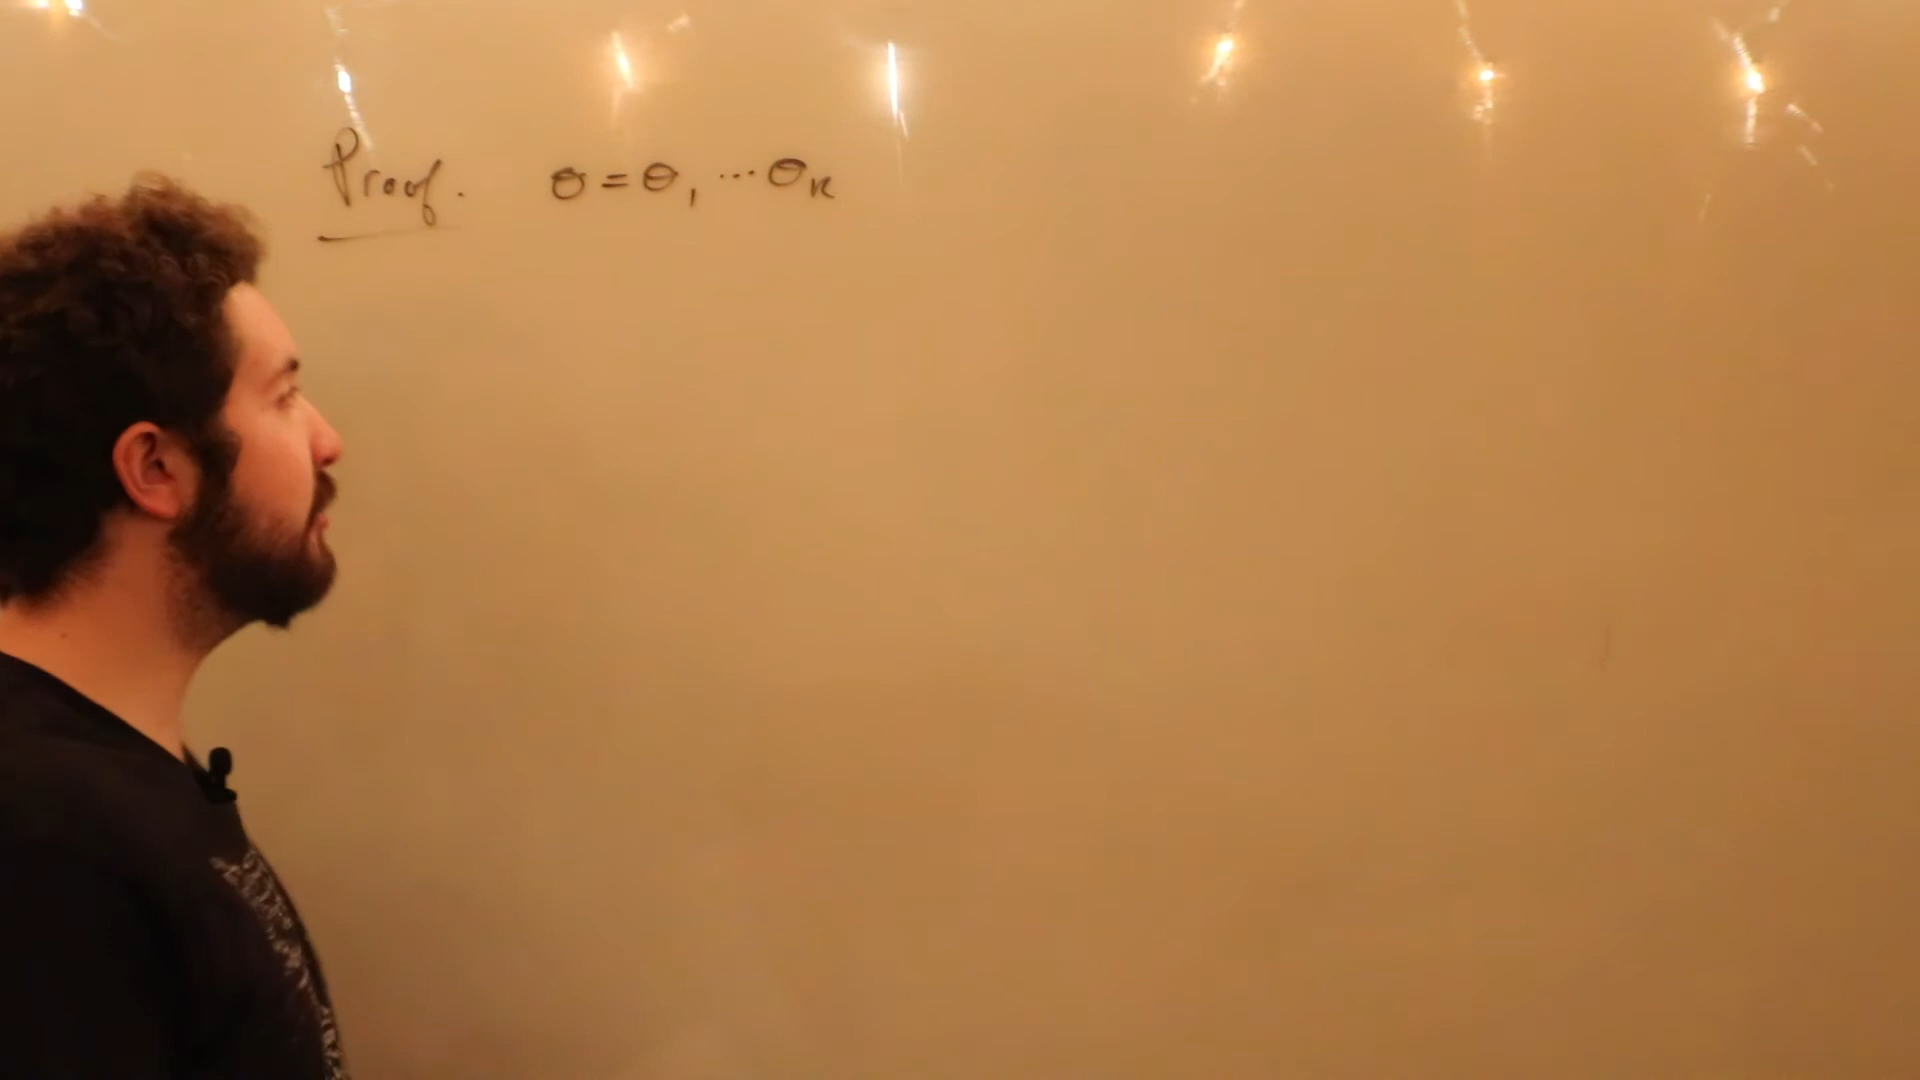 Proof. θ = θ₁ ... θₖ